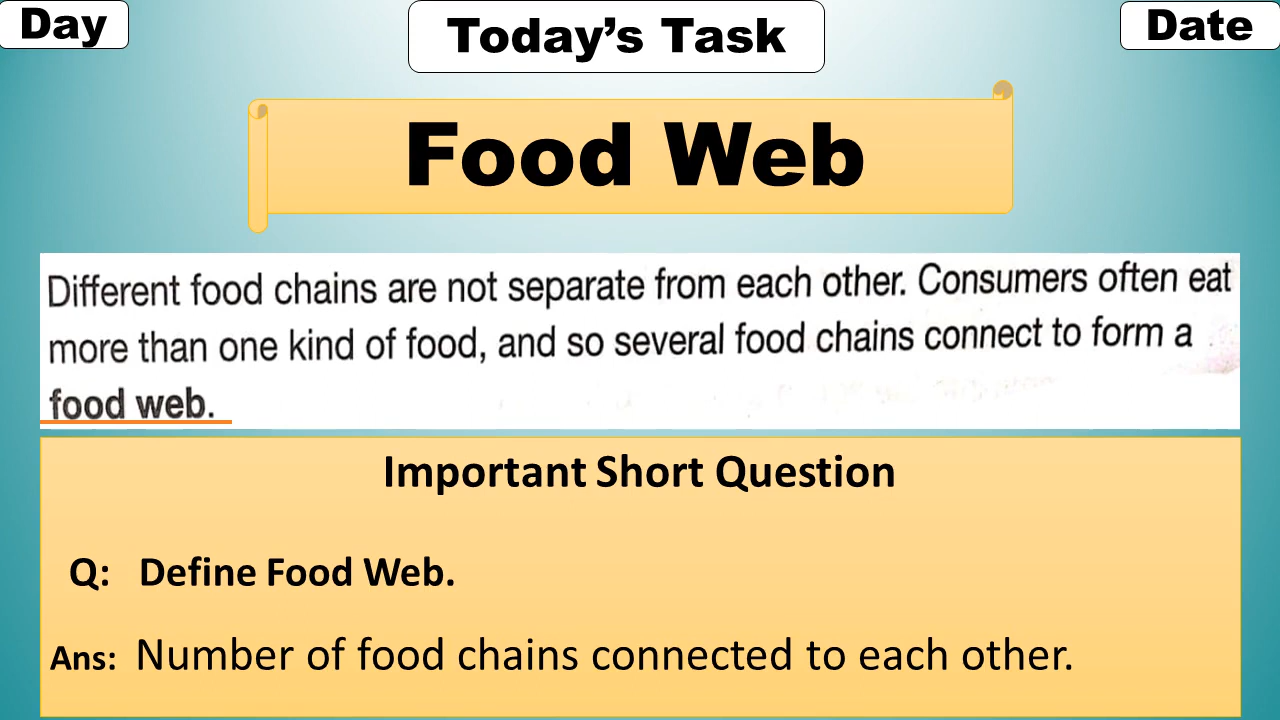 Day
Today's Task
Date
Food Web
Different food chains are not separate from each other. Consumers often eat
more than one kind of food, and so several food chains connect to form a
food web.
Important Short Question
Q: Define Food Web.
Ans: Number of food chains connected to each other.